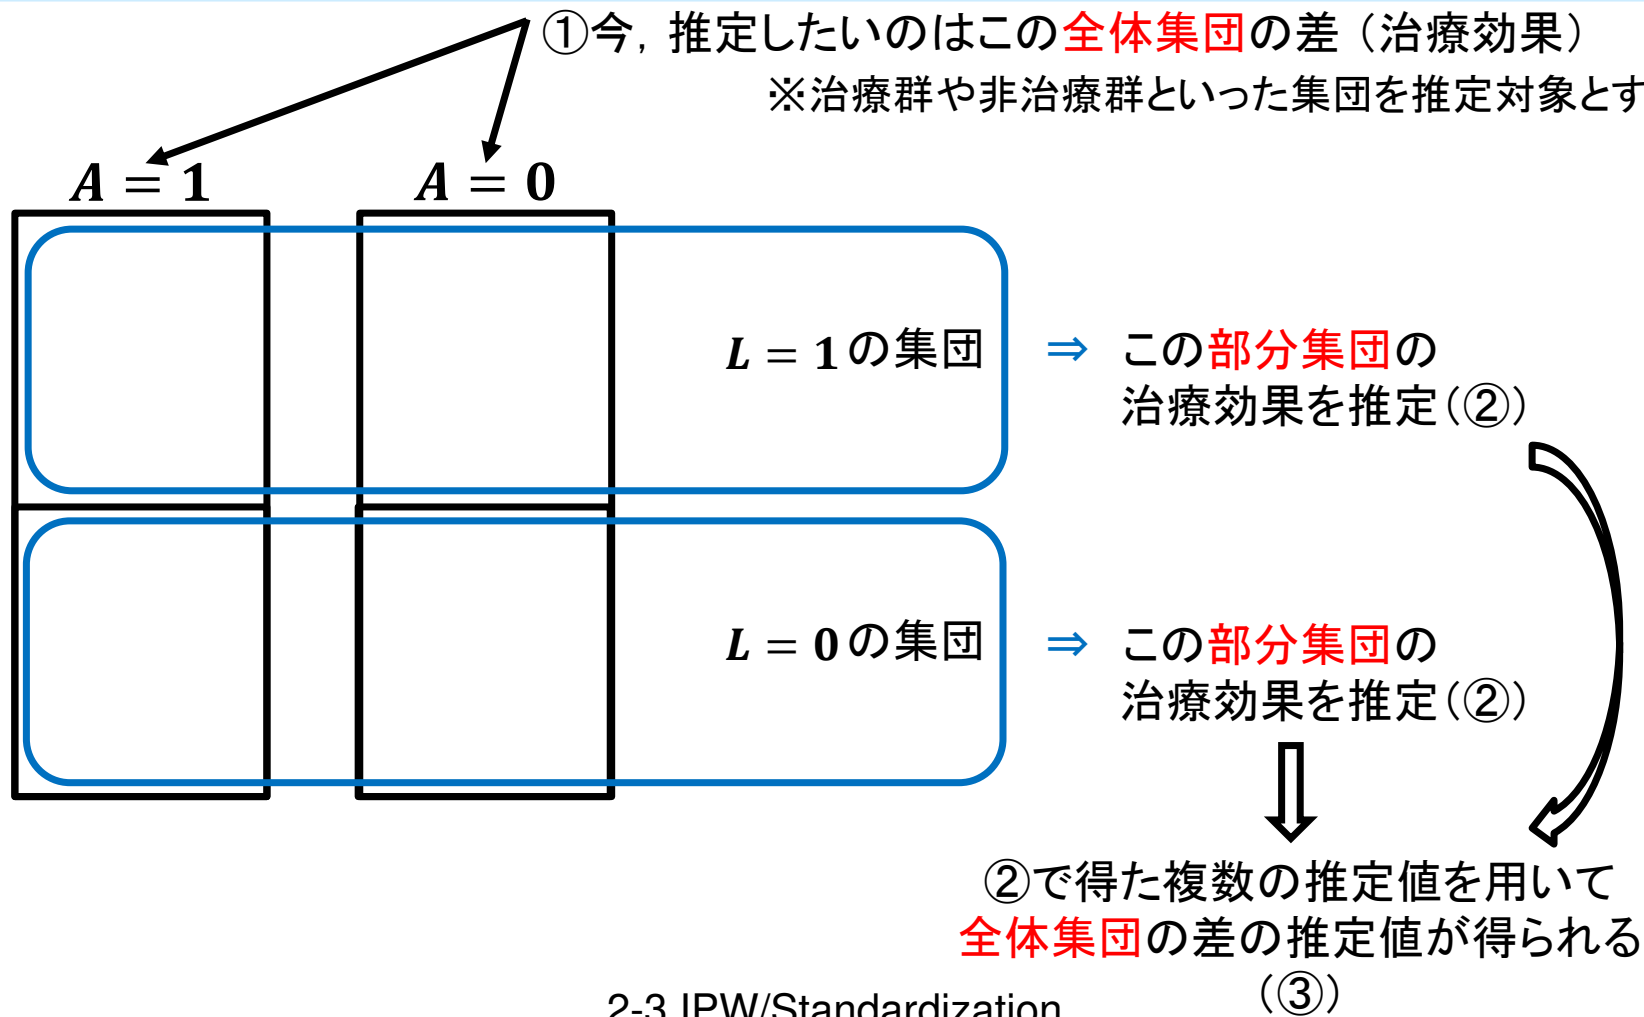 ①今，推定したいのはこの全体集団の差（治療効果）
※治療群や非治療群といった集団を推定対象とす
A = 1
A = 0
L = 1の集団
⇒
この部分集団の
治療効果を推定（②）
L = 0の集団
⇒
この部分集団の
治療効果を推定（②）
②で得た複数の推定値を用いて
全体集団の差の推定値が得られる
（③）
2-3 IPW/Standardization